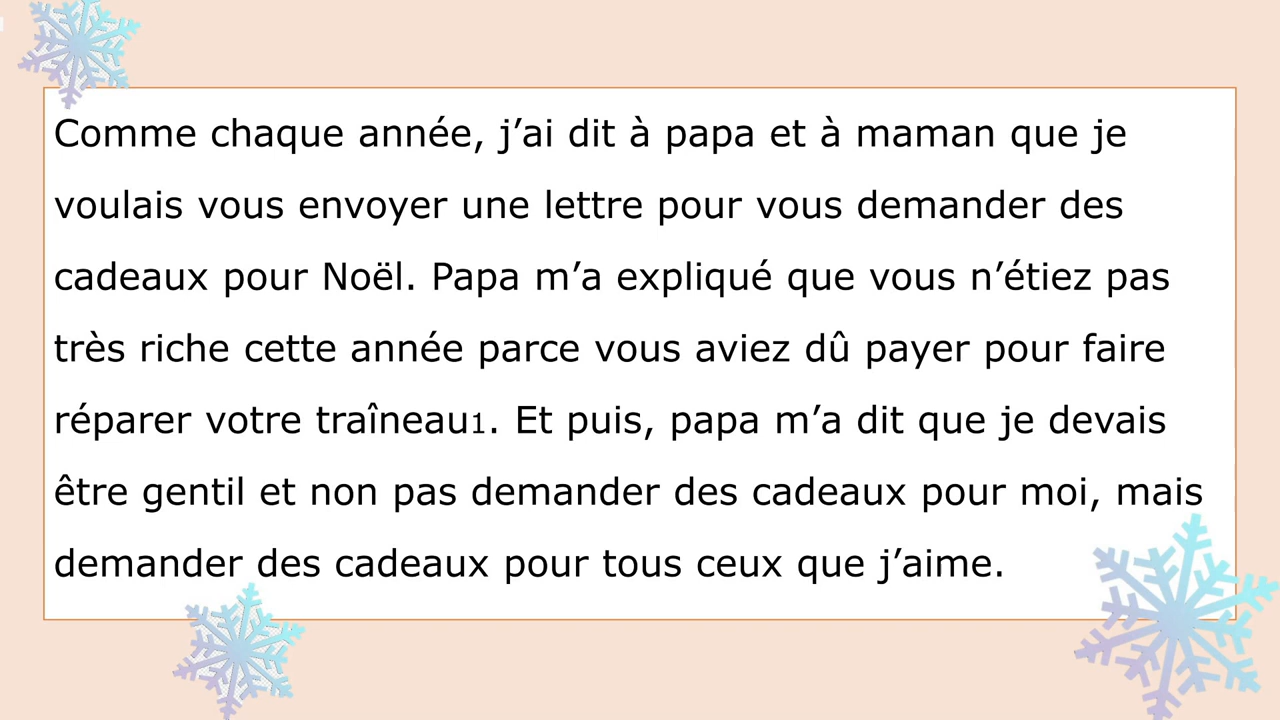 Comme chaque année, j’ai dit à papa et à maman que je
voulais vous envoyer une lettre pour vous demander des
cadeaux pour Noël. Papa m’a expliqué que vous n’étiez pas
très riche cette année parce vous aviez dû payer pour faire
réparer votre traîneau1. Et puis, papa m’a dit que je devais
être gentil et non pas demander des cadeaux pour moi, mais
demander des cadeaux pour tous ceux que j’aime.